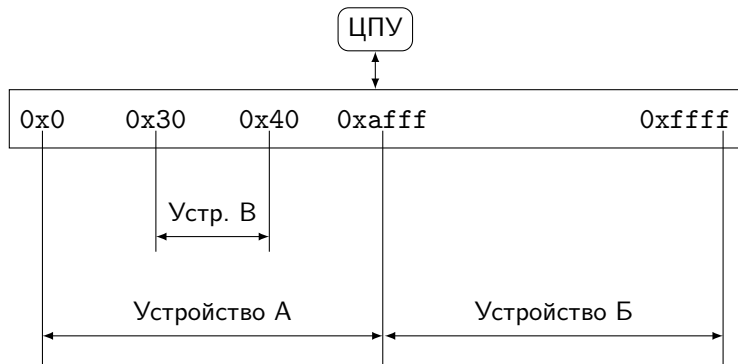 ЦПУ
0x0 0x30 0x40 0xafff 0xffff
Устр. В
Устройство А Устройство Б